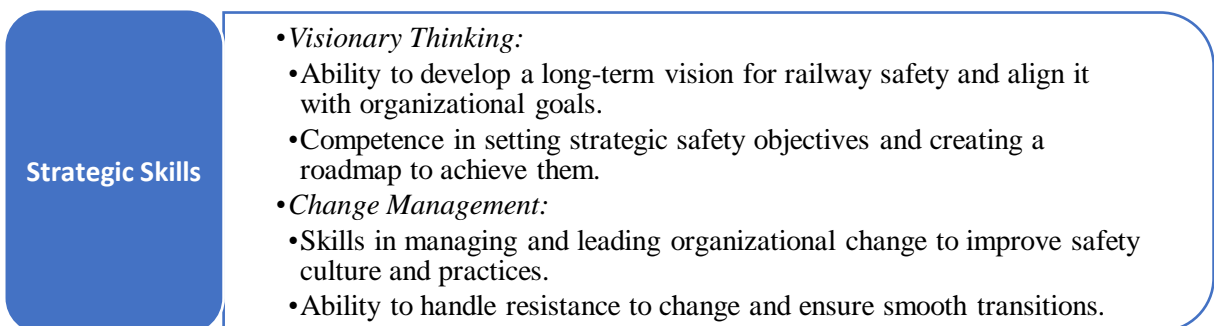 Strategic Skills
•Visionary Thinking:
•Ability to develop a long-term vision for railway safety and align it
with organizational goals.
•Competence in setting strategic safety objectives and creating a
roadmap to achieve them.
•Change Management:
•Skills in managing and leading organizational change to improve safety
culture and practices.
•Ability to handle resistance to change and ensure smooth transitions.